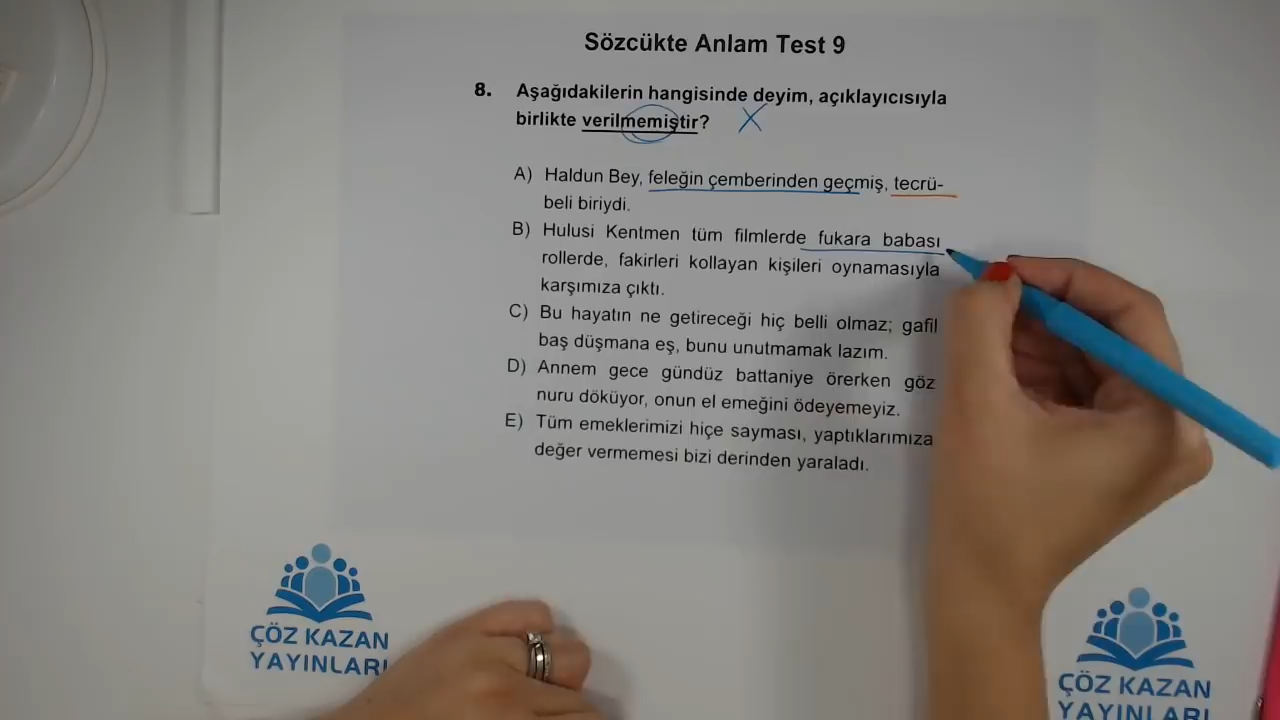 Sözcükte Anlam Test 9
8. Aşağıdakilerin hangisinde deyim, açıklayıcısıyla
birlikte verilmemiştir?
A) Haldun Bey, feleğin çemberinden geçmiş, tecrü-
beli biriydi.
B) Hulusi Kentmen tüm filmlerde fukara babası
rollerde, fakirleri kollayan kişileri oynamasıyla
karşımıza çıktı.
C) Bu hayatın ne getireceği hiç belli olmaz; gafil
baş düşmana eş, bunu unutmamak lazım.
D) Annem gece gündüz battaniye örerken göz
nuru döküyor, onun el emeğini ödeyemeyiz.
E) Tüm emeklerimizi hiçe sayması, yaptıklarımıza
değer vermemesi bizi derinden yaraladı.
ÇÖZ KAZAN
YAYINLARI
ÇÖZ KAZAN
YAYINLARI